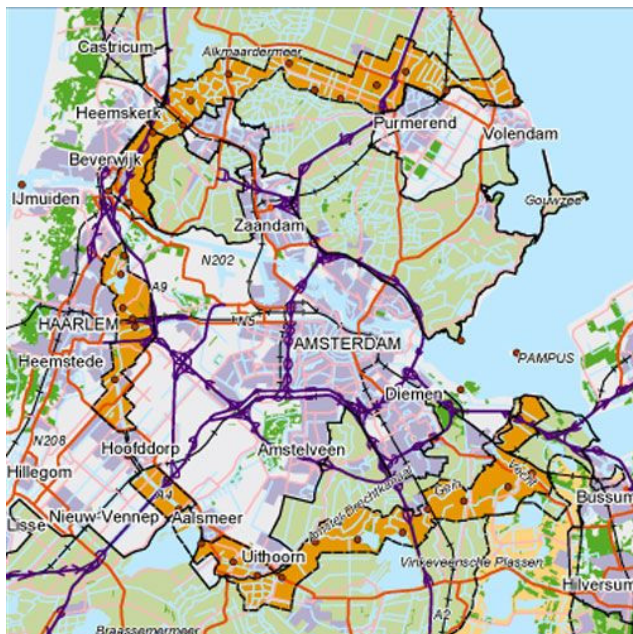 Castricum
Alkmaardermeer
Heemskerk
Purmerend
Volendam
Beverwijk
IJmuiden
Gouwzee
Zaandam
N202
A9
HAARLEM
N5
AMSTERDAM
Heemstede
PAMPUS
Diemen
N208
Hoofddorp
Amstelveen
Hillegom
A4
Amstel-Drechtkanaal
Gein
Vecht
Bussum
Lisse
Nieuw-Vennep
Aalsmeer
Uithoorn
Vinkeveensche Plassen
Hilversum
A2
Braassemermeer